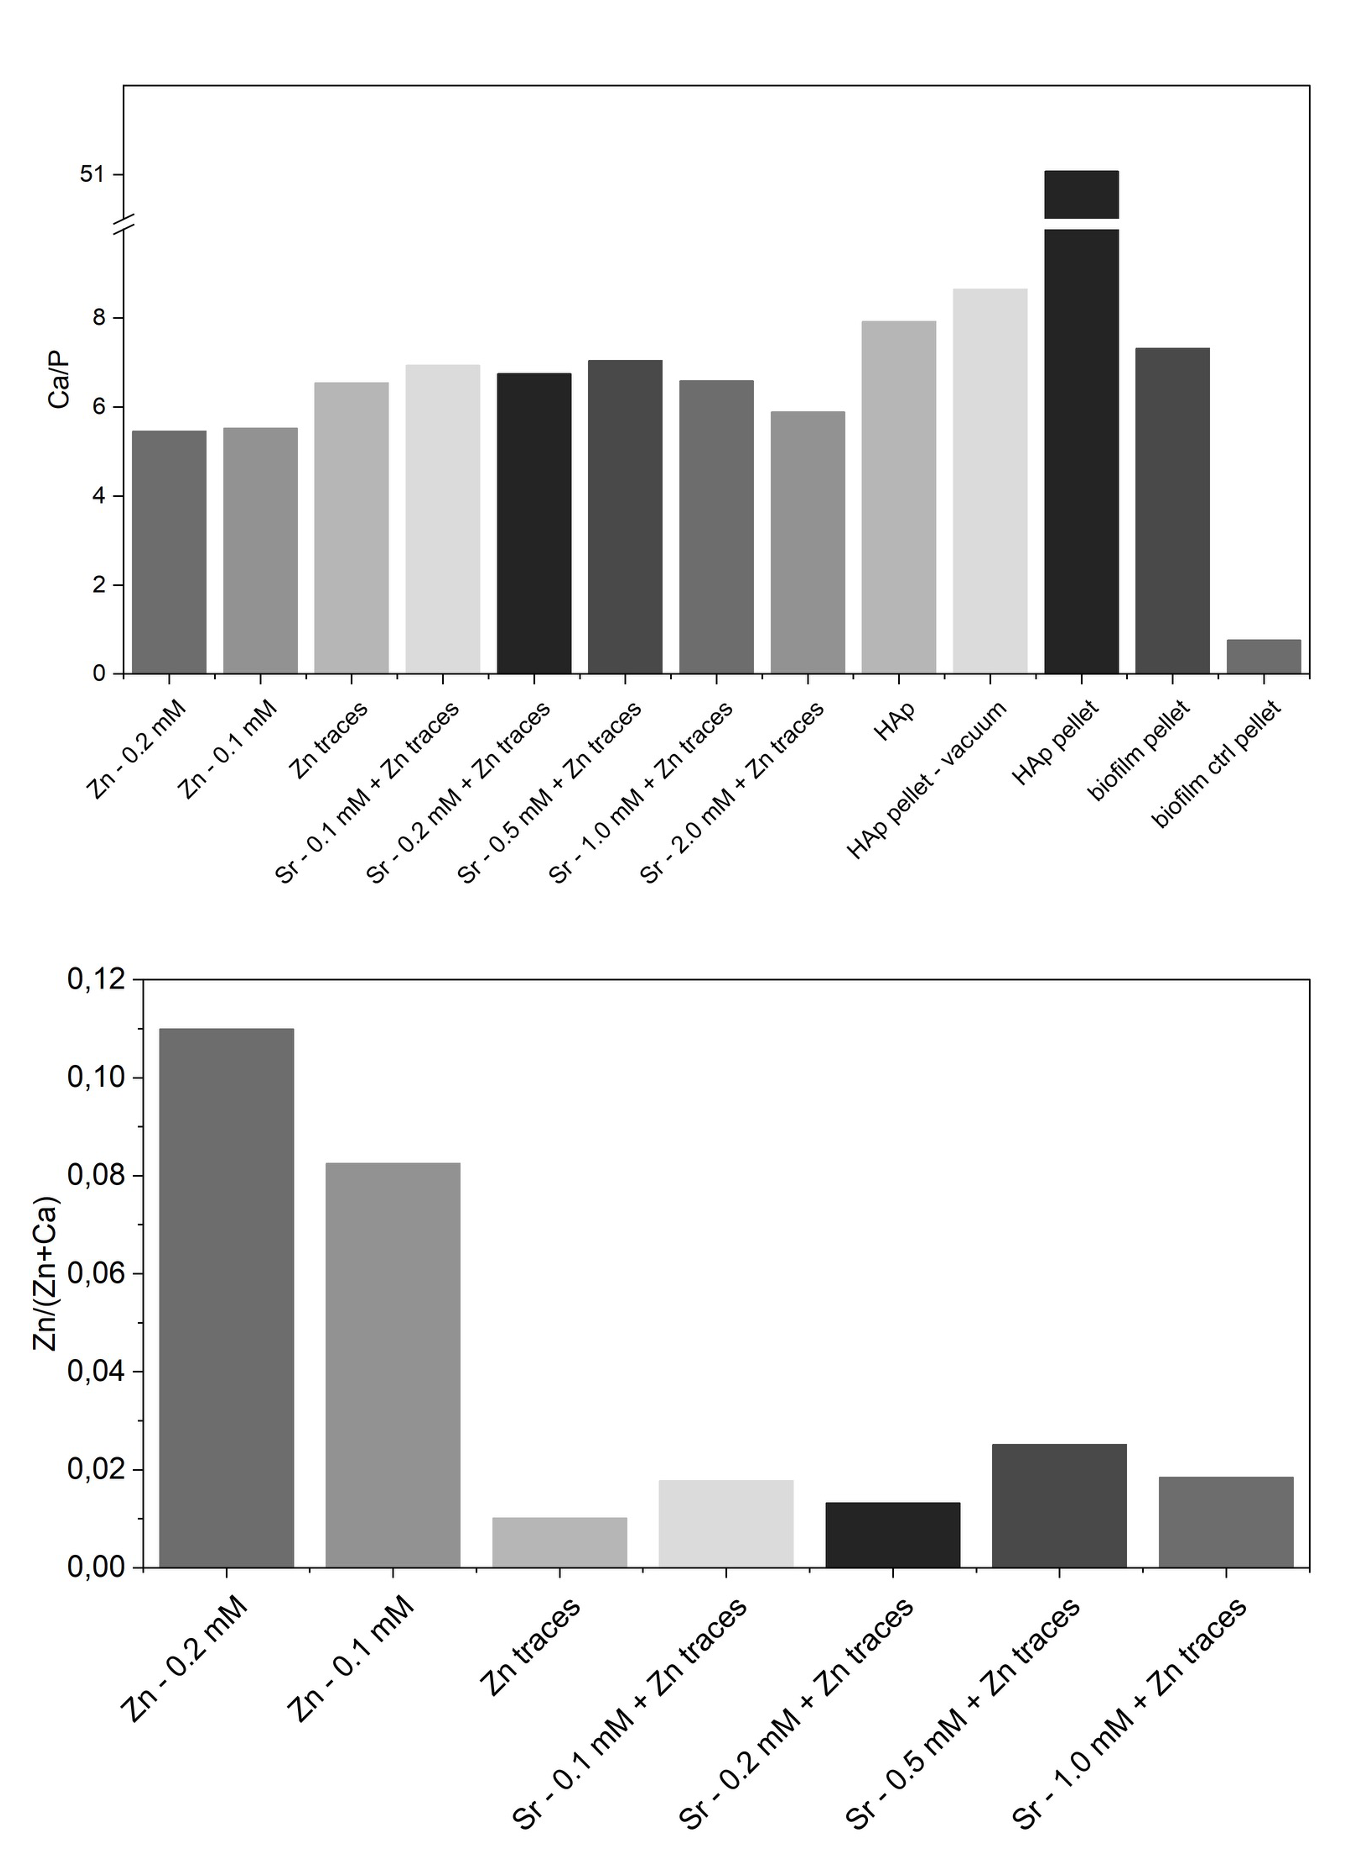 51
8
6
4
2
0
Ca/P
Zn - 0.2 mM
Zn - 0.1 mM
Zn traces
Sr - 0.1 mM + Zn traces
Sr - 0.2 mM + Zn traces
Sr - 0.5 mM + Zn traces
Sr - 1.0 mM + Zn traces
Sr - 2.0 mM + Zn traces
HAp
HAp pellet - vacuum
HAp pellet
biofilm pellet
biofilm ctrl pellet
0,12
0,10
0,08
0,06
0,04
0,02
0,00
Zn/(Zn+Ca)
Zn - 0.2 mM
Zn - 0.1 mM
Zn traces
Sr - 0.1 mM + Zn traces
Sr - 0.2 mM + Zn traces
Sr - 0.5 mM + Zn traces
Sr - 1.0 mM + Zn traces